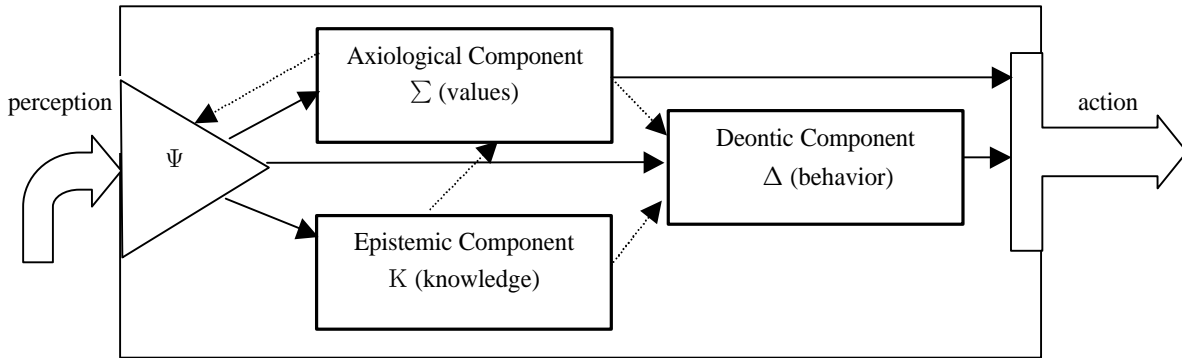 perception
Ψ
Axiological Component
Σ (values)
Epistemic Component
K (knowledge)
Deontic Component
Δ (behavior)
action